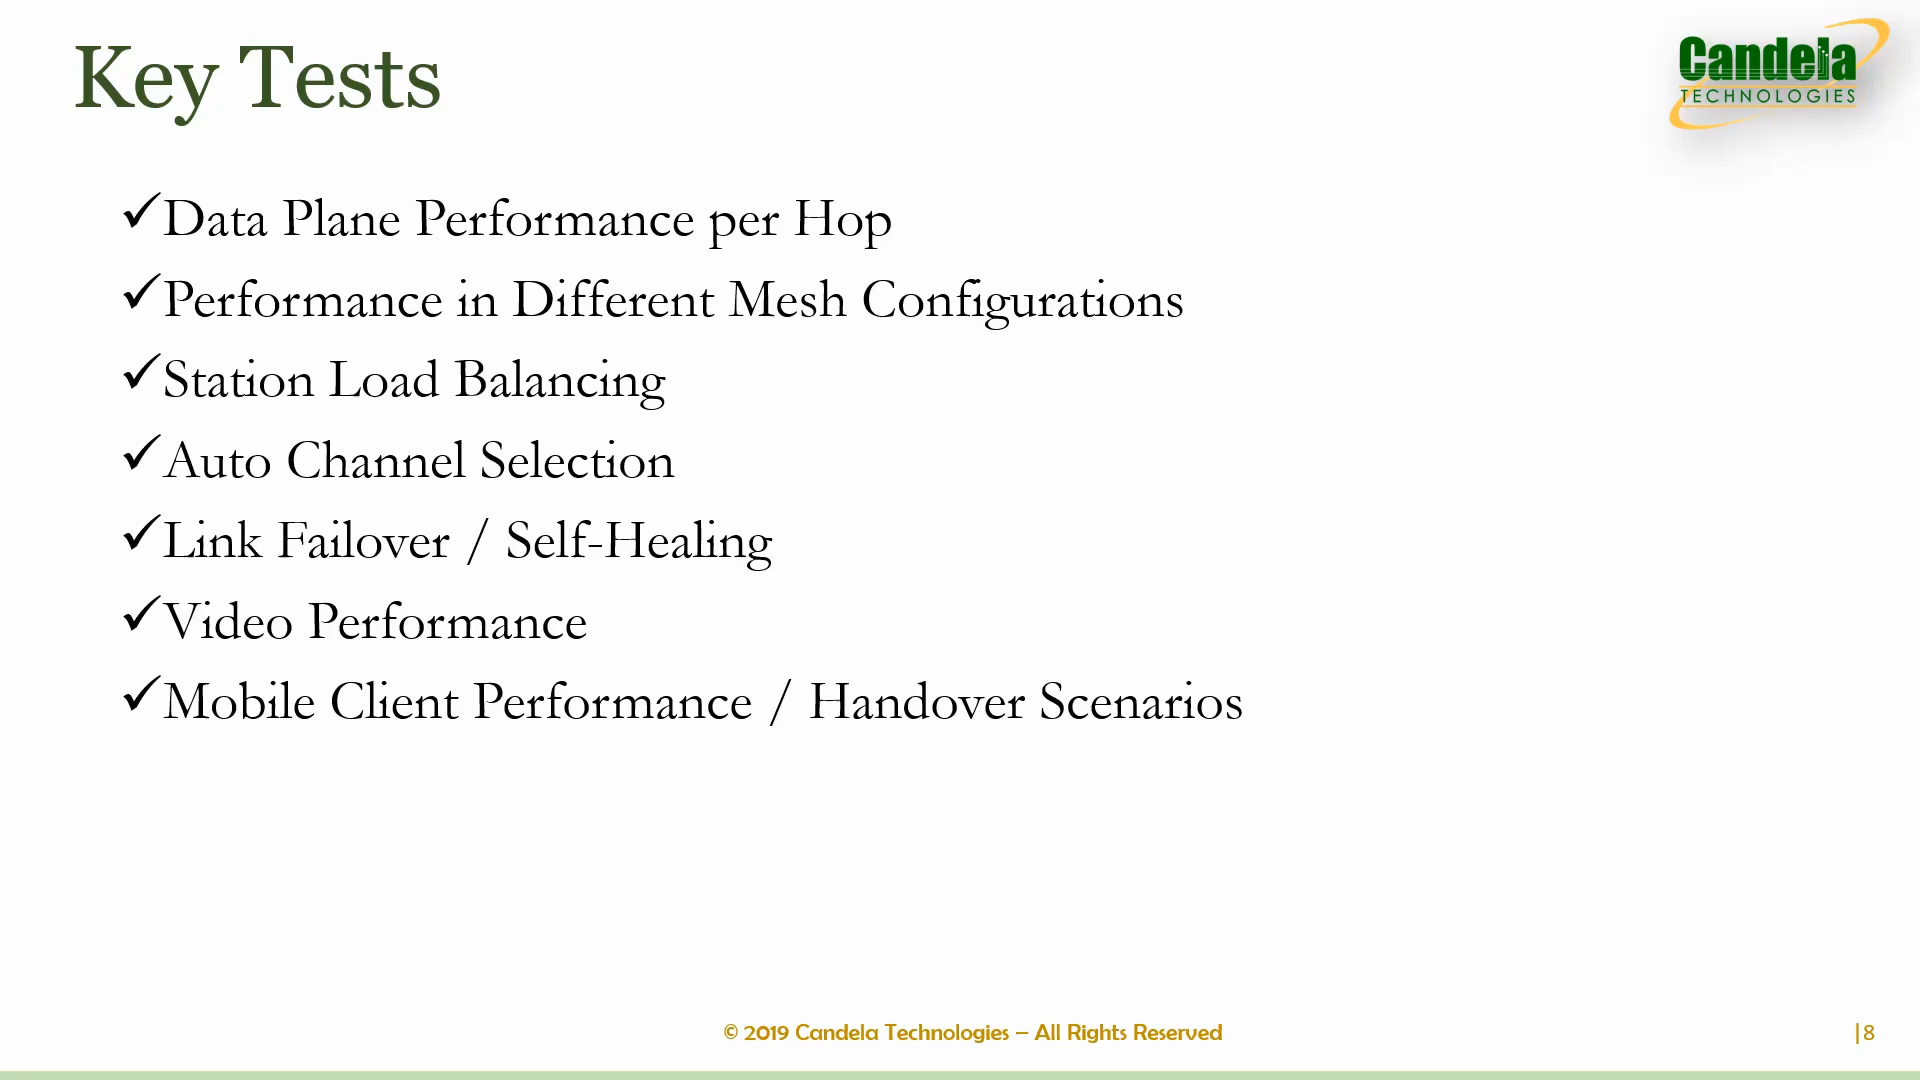 Key Tests
Candela
TECHNOLOGIES
✓Data Plane Performance per Hop
✓Performance in Different Mesh Configurations
✓Station Load Balancing
✓Auto Channel Selection
✓Link Failover / Self-Healing
✓Video Performance
✓Mobile Client Performance / Handover Scenarios
© 2019 Candela Technologies – All Rights Reserved
|8